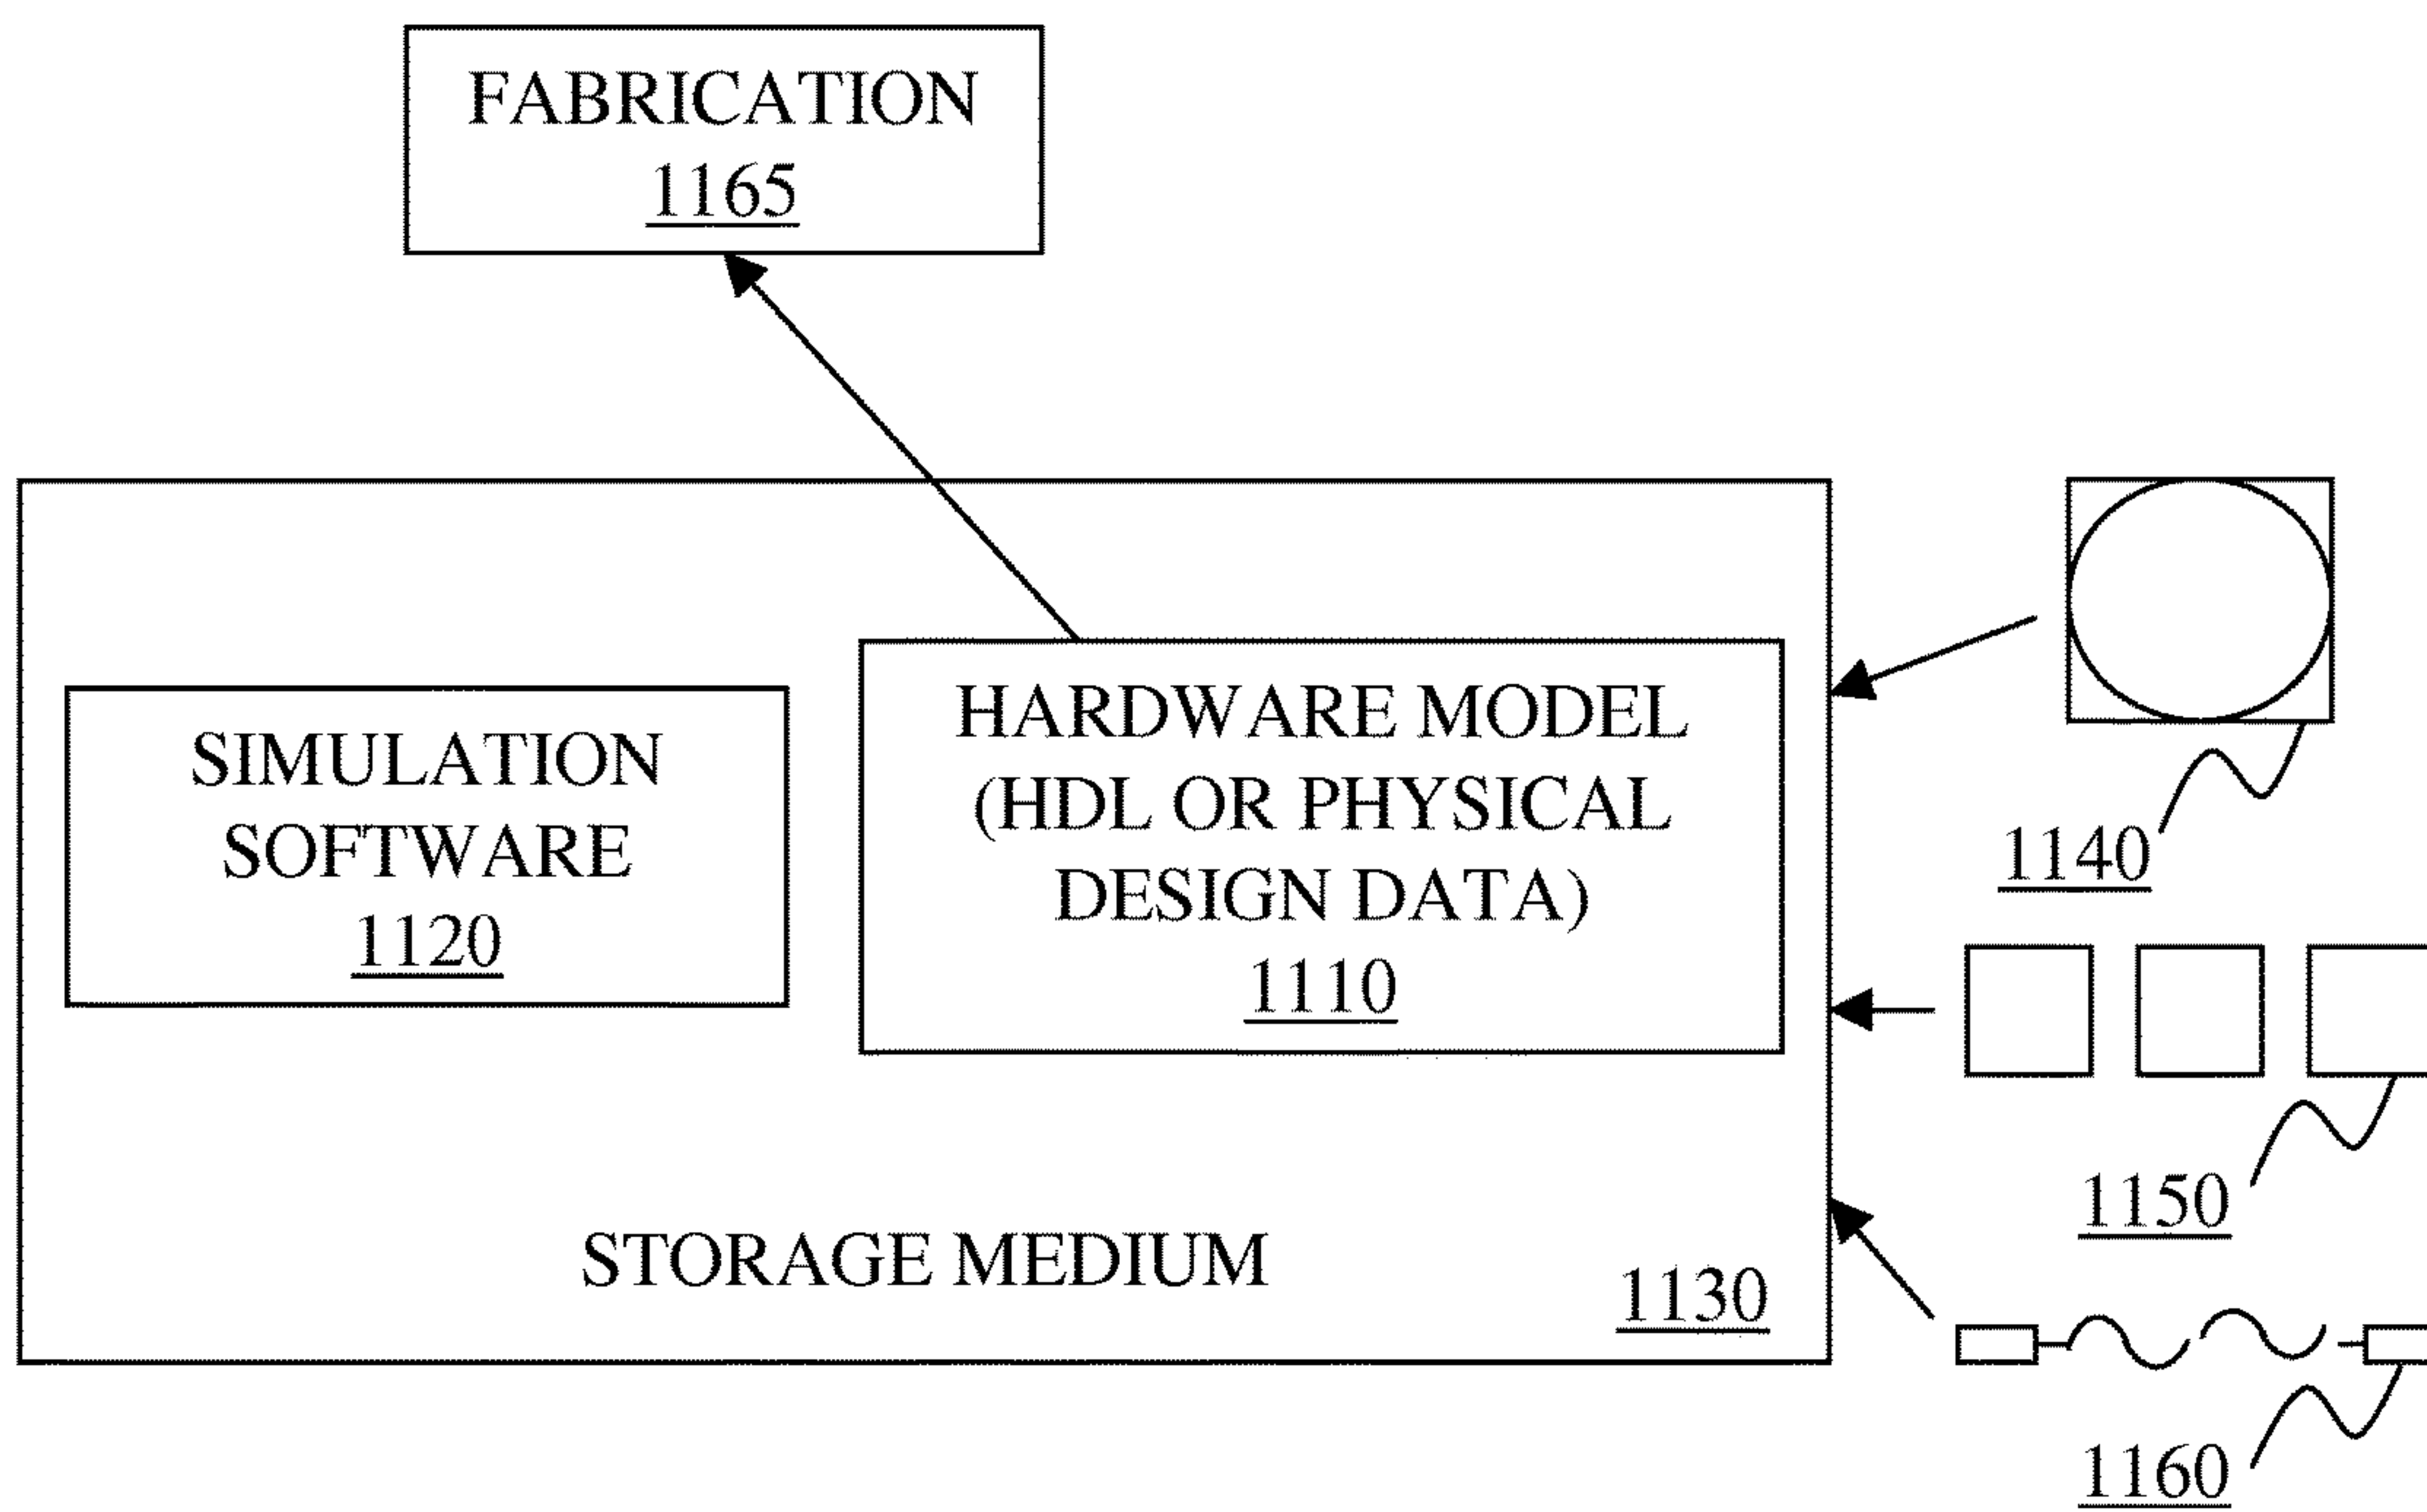 FABRICATION
1165
SIMULATION
SOFTWARE
1120
HARDWARE MODEL
(HDL OR PHYSICAL
DESIGN DATA)
1110
STORAGE MEDIUM
1130
1140
1150
1160